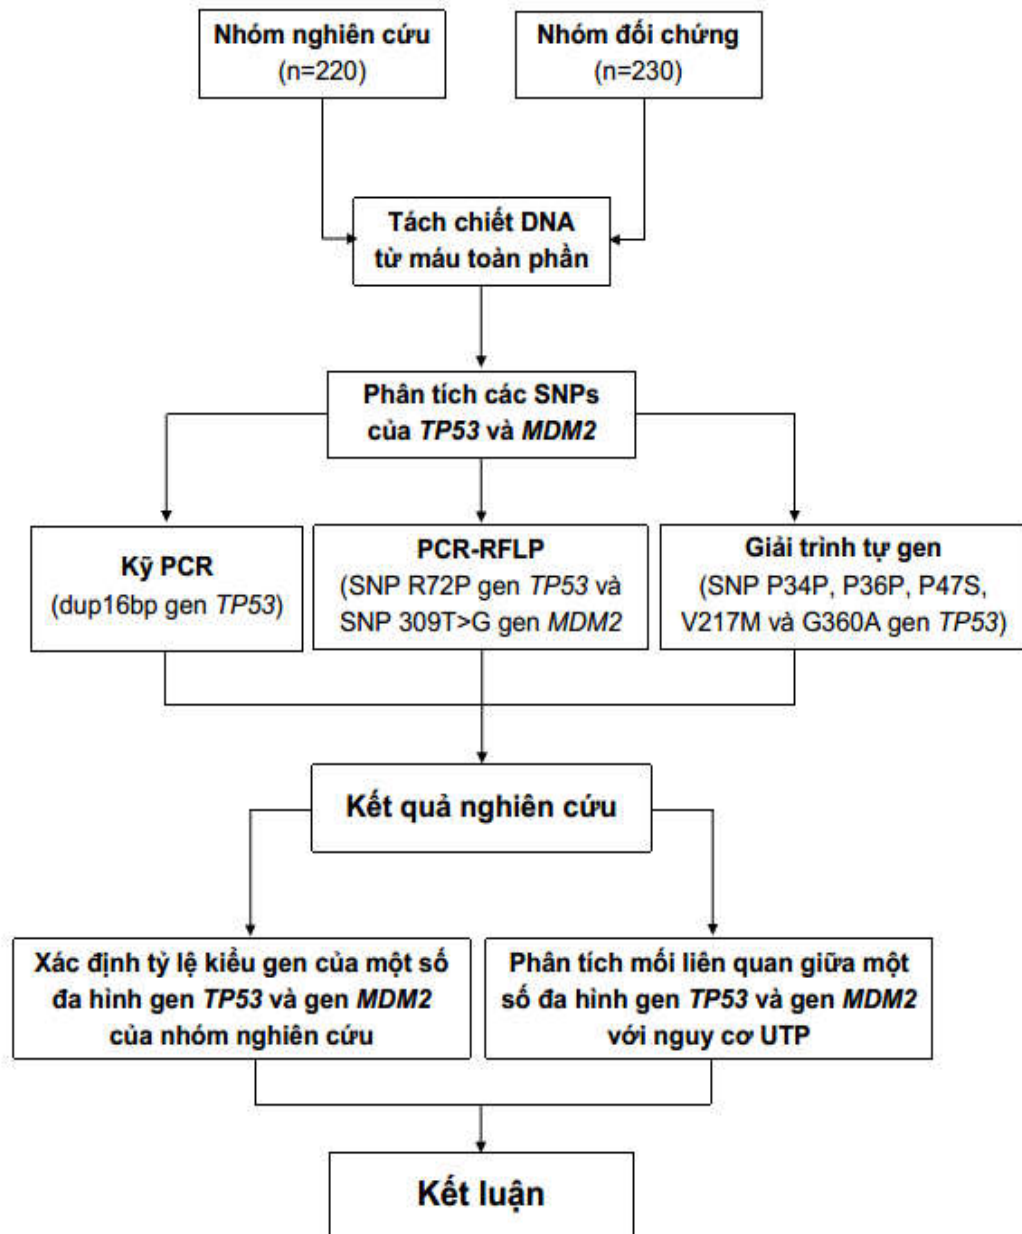 Nhóm nghiên cứu
(n=220)
Nhóm đối chứng
(n=230)
Tách chiết DNA
từ máu toàn phần
Phân tích các SNPs
của TP53 và MDM2
Kỹ PCR
(dup16bp gen TP53)
PCR-RFLP
(SNP R72P gen TP53 và
SNP 309T>G gen MDM2
Giải trình tự gen
(SNP P34P, P36P, P47S,
V217M và G360A gen TP53)
Kết quả nghiên cứu
Xác định tỷ lệ kiểu gen của một số
đa hình gen TP53 và gen MDM2
của nhóm nghiên cứu
Phân tích mối liên quan giữa một
số đa hình gen TP53 và gen MDM2
với nguy cơ UTP
Kết luận